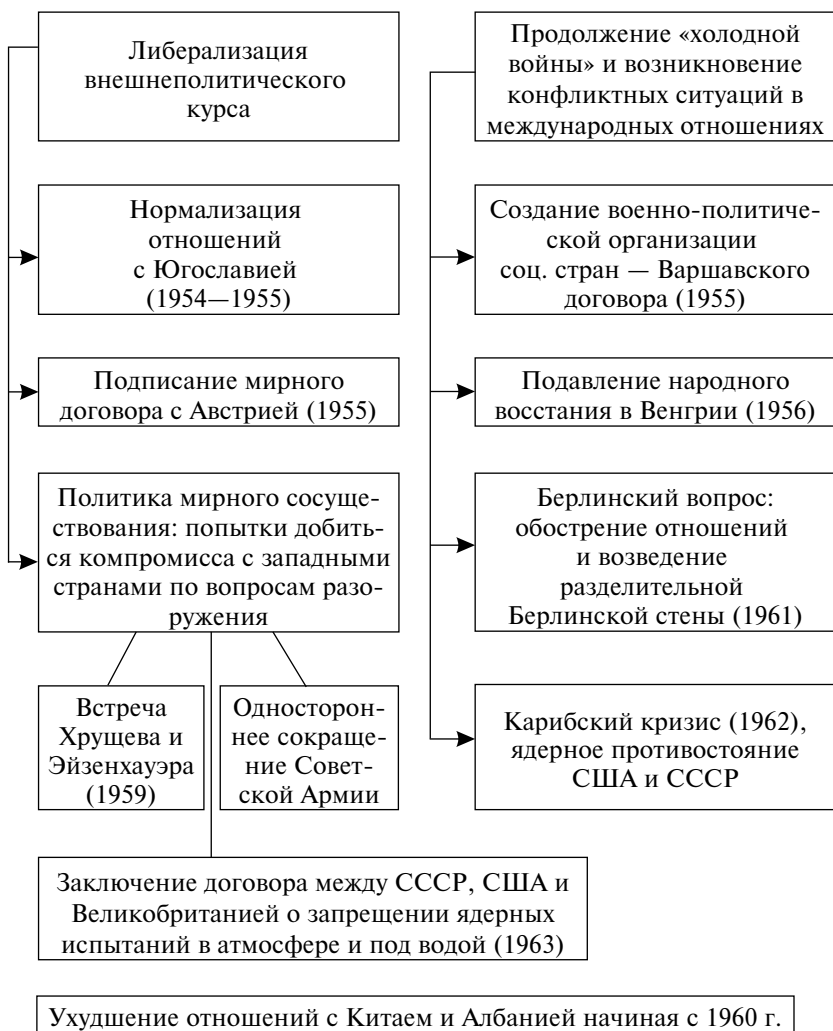 Либерализация
внешнеполитического
курса
Нормализация
отношений
с Югославией
(1954—1955)
Подписание мирного
договора с Австрией (1955)
Политика мирного сосуще-
ствования: попытки добить-
ся компромисса с западными
странами по вопросам разо-
ружения
Встреча
Хрущева и
Эйзенхауэра
(1959)
Односторон-
нее сокраще-
ние Совет-
ской Армии
Заключение договора между СССР, США и
Великобританией о запрещении ядерных
испытаний в атмосфере и под водой (1963)
Продолжение «холодной
войны» и возникновение
конфликтных ситуаций в
международных отношениях
Создание военно-политиче-
ской организации
соц. стран — Варшавского
договора (1955)
Подавление народного
восстания в Венгрии (1956)
Берлинский вопрос:
обострение отношений
и возведение
разделительной
Берлинской стены (1961)
Карибский кризис (1962),
ядерное противостояние
США и СССР
Ухудшение отношений с Китаем и Албанией начиная с 1960 г.